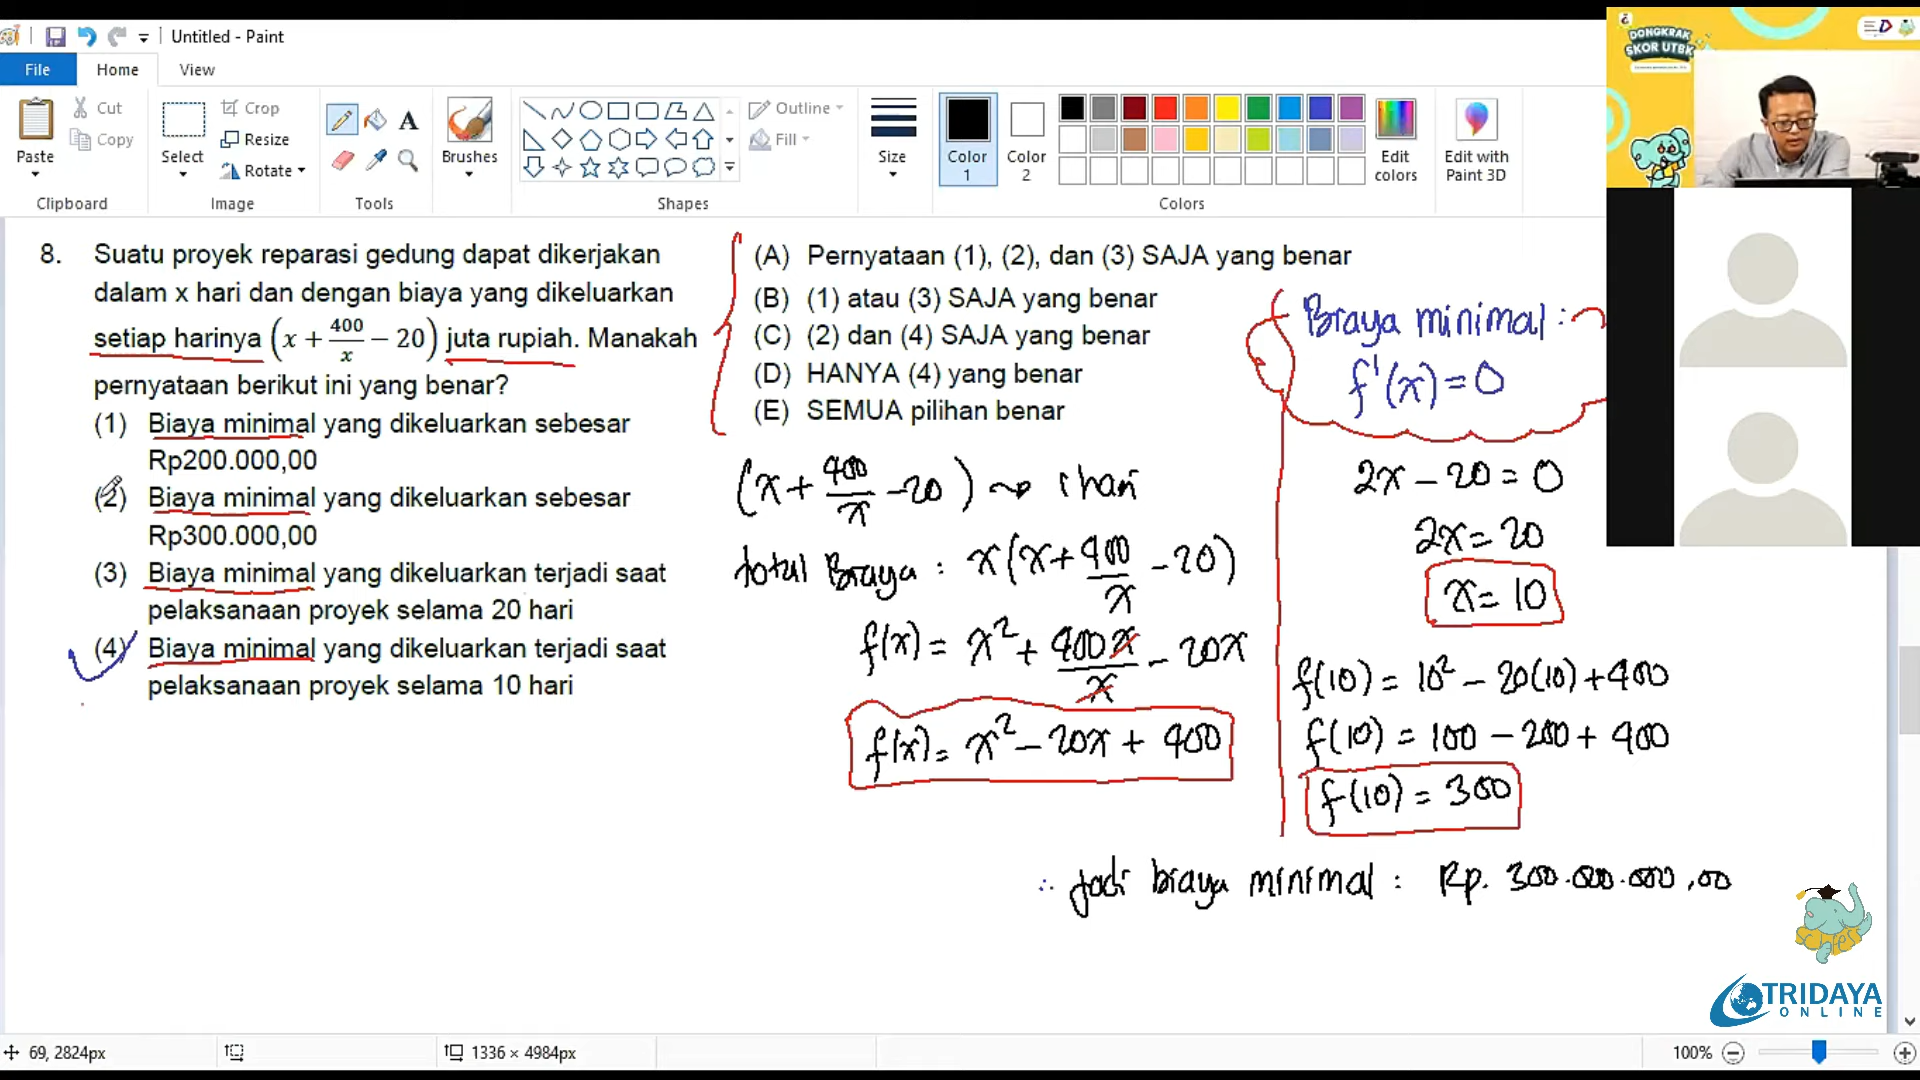 Untitled - Paint
File
Home
View
Paste
Cut
Copy
Clipboard
Select
Crop
Resize
Rotate
Image
Tools
Brushes
Shapes
Outline
Fill
Size
Color
1
Color
2
Colors
Edit
colors
Edit with
Paint 3D
DONGKRAK
SKOR UTBK
8. Suatu proyek reparasi gedung dapat dikerjakan
dalam x hari dan dengan biaya yang dikeluarkan
setiap harinya (x + 400/x − 20) juta rupiah. Manakah
pernyataan berikut ini yang benar?
(1) Biaya minimal yang dikeluarkan sebesar
Rp200.000,00
(2) Biaya minimal yang dikeluarkan sebesar
Rp300.000,00
(3) Biaya minimal yang dikeluarkan terjadi saat
pelaksanaan proyek selama 20 hari
(4) Biaya minimal yang dikeluarkan terjadi saat
pelaksanaan proyek selama 10 hari
(A) Pernyataan (1), (2), dan (3) SAJA yang benar
(B) (1) atau (3) SAJA yang benar
(C) (2) dan (4) SAJA yang benar
(D) HANYA (4) yang benar
(E) SEMUA pilihan benar
(x + 400/x − 20) ⤳ 1 hari
total Biaya : x(x + 400/x − 20)
f(x) = x² + 400x/x − 20x
f(x) = x² − 20x + 400
Biaya minimal :
f'(x) = 0
2x − 20 = 0
2x = 20
x = 10
f(10) = 10² − 20(10) + 400
f(10) = 100 − 200 + 400
f(10) = 300
∴ Jadi biaya minimal : Rp. 300.000.000,00
TRIDAYA
ONLINE
69, 2824px
1336 × 4984px
100%